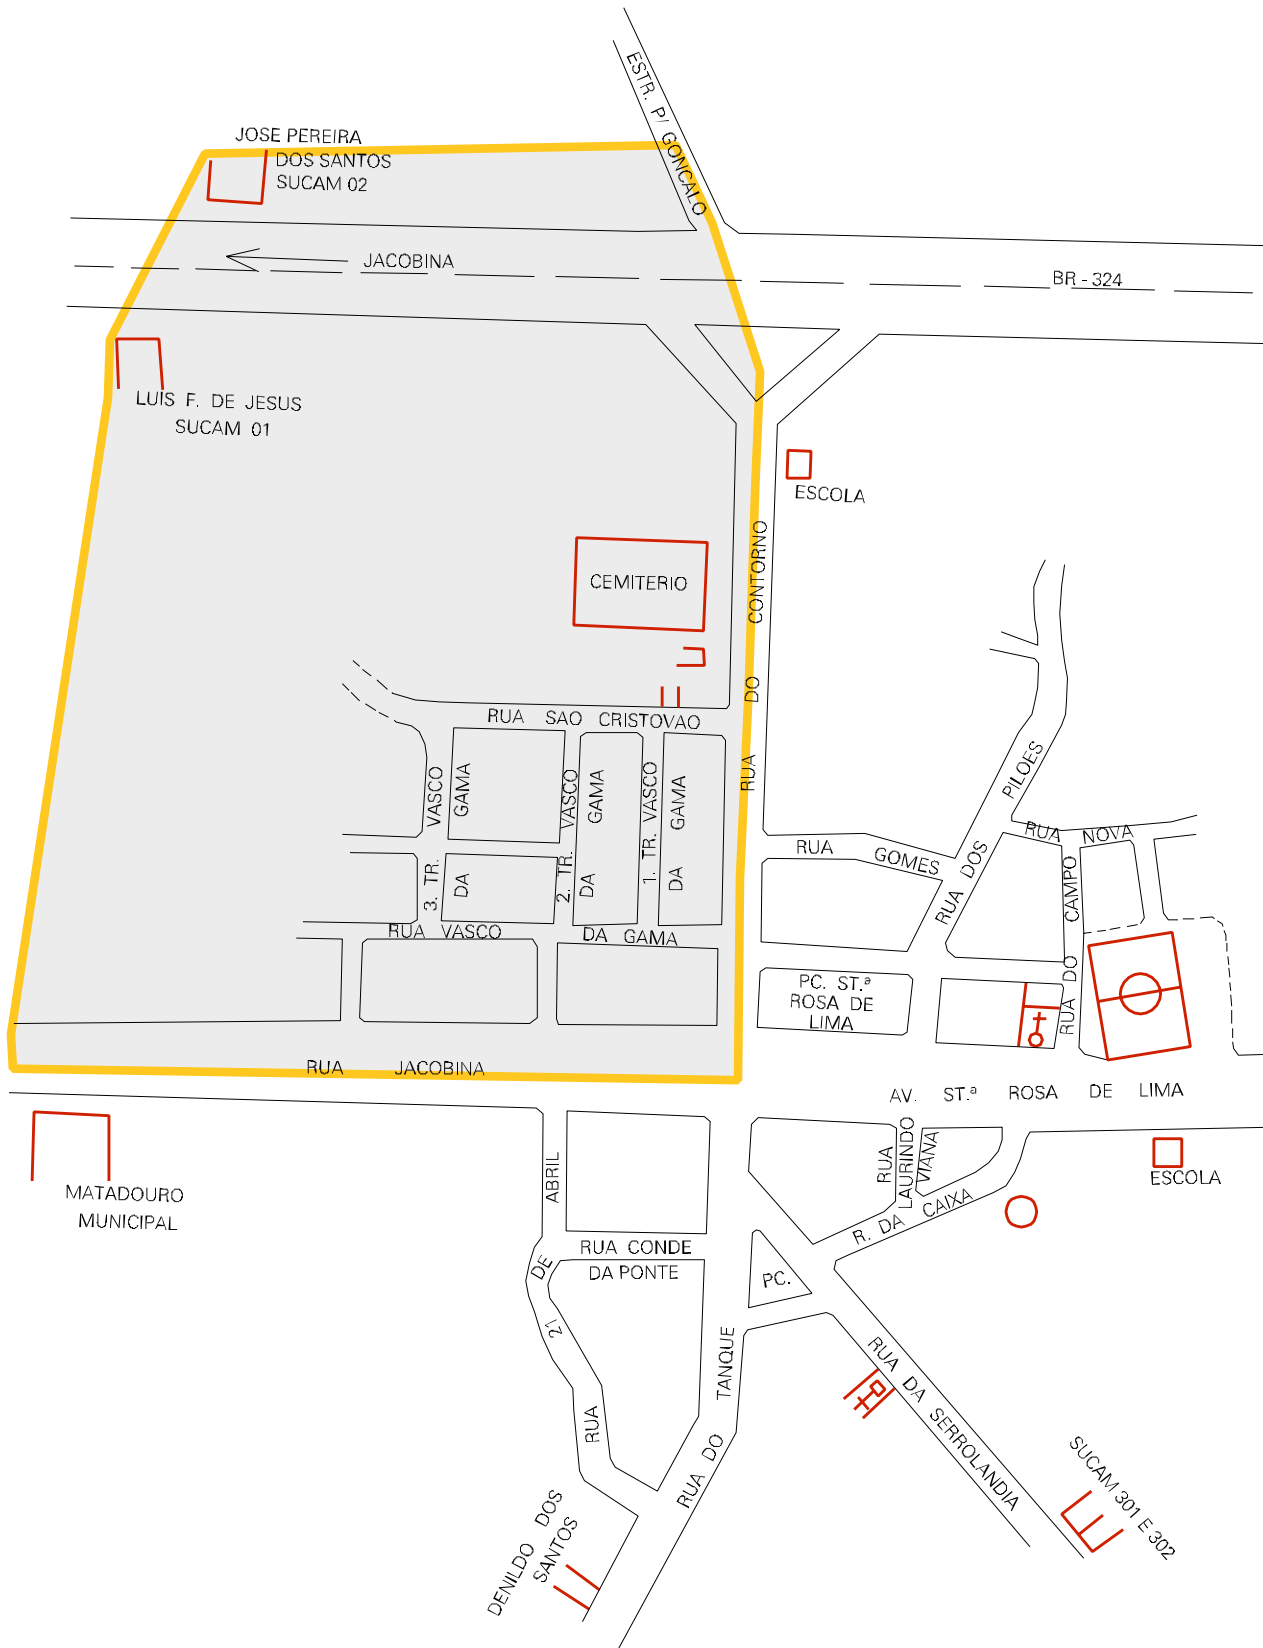 ESTR. P/ GONCALO
JOSE PEREIRA
DOS SANTOS
SUCAM 02
JACOBINA
BR - 324
LUIS F. DE JESUS
SUCAM 01
ESCOLA
CEMITERIO
RUA DO CONTORNO
RUA SAO CRISTOVAO
3. TR. VASCO
DA GAMA
2. TR. VASCO
DA GAMA
1. TR. VASCO
DA GAMA
RUA VASCO DA GAMA
RUA GOMES
RUA DOS PILOES
RUA NOVA
RUA DO CAMPO
PC. ST.ª
ROSA DE
LIMA
RUA JACOBINA
AV. ST.ª ROSA DE LIMA
MATADOURO
MUNICIPAL
RUA 21 DE ABRIL
RUA CONDE
DA PONTE
RUA
LAURINDO
VIANA
R. DA CAIXA
ESCOLA
PC.
RUA DO TANQUE
RUA DA SERROLANDIA
SUCAM 301 E 302
DENILDO DOS
SANTOS